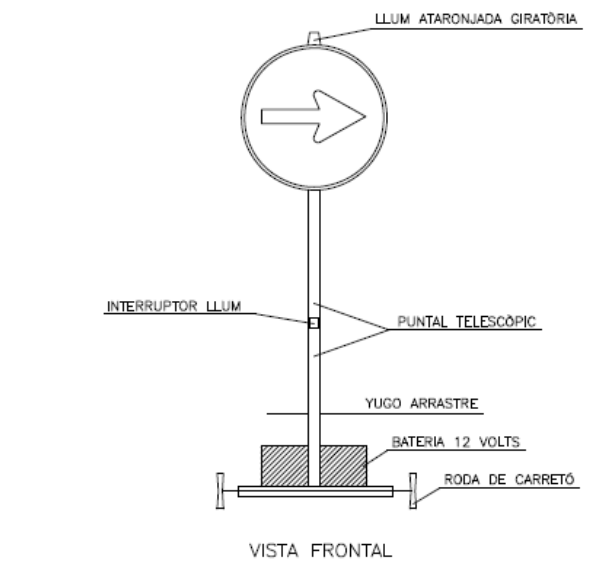 LLUM ATARONJADA GIRATÒRIA
INTERRUPTOR LLUM
PUNTAL TELESCÒPIC
YUGO ARRASTRE
BATERIA 12 VOLTS
RODA DE CARRETÓ
VISTA FRONTAL